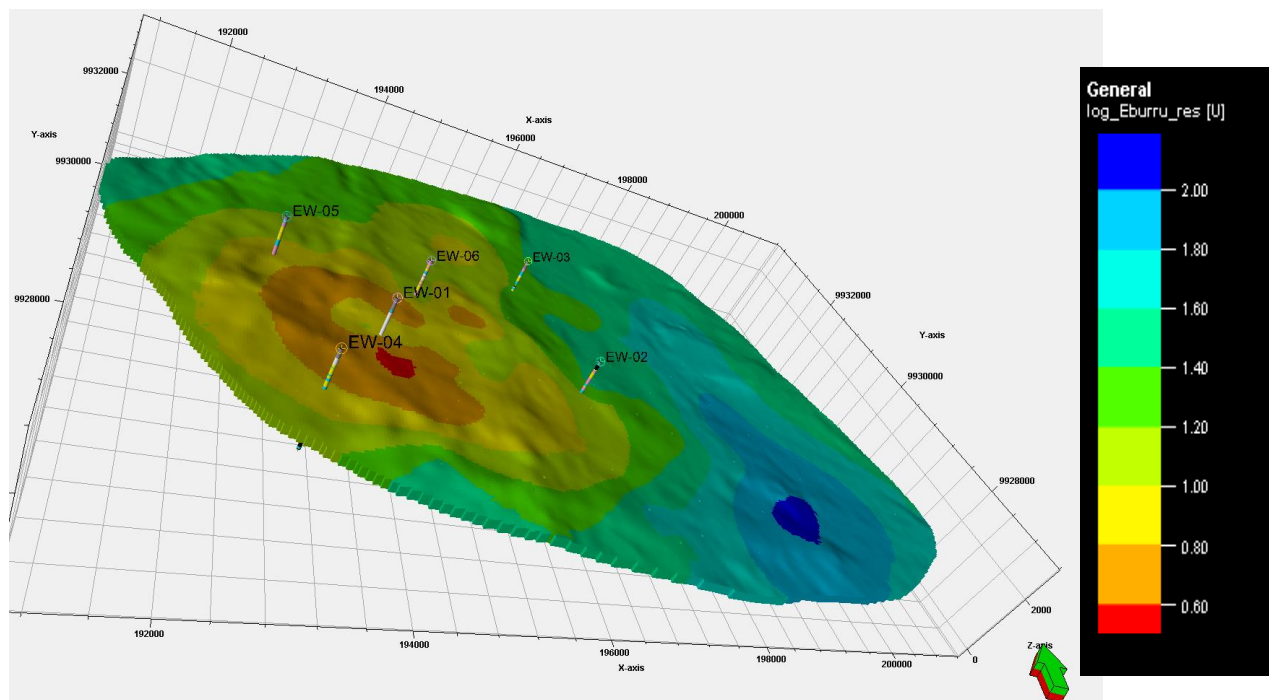 192000
9932000
194000
X-axis
Y-axis
196000
9930000
198000
200000
EW-05
EW-06
EW-03
EW-01
9928000
9932000
Y-axis
EW-04
EW-02
9930000
9928000
2000
Z-axis
0
192000
194000
196000
198000
200000
X-axis
General
log_Eburru_res [U]
2.00
1.80
1.60
1.40
1.20
1.00
0.80
0.60